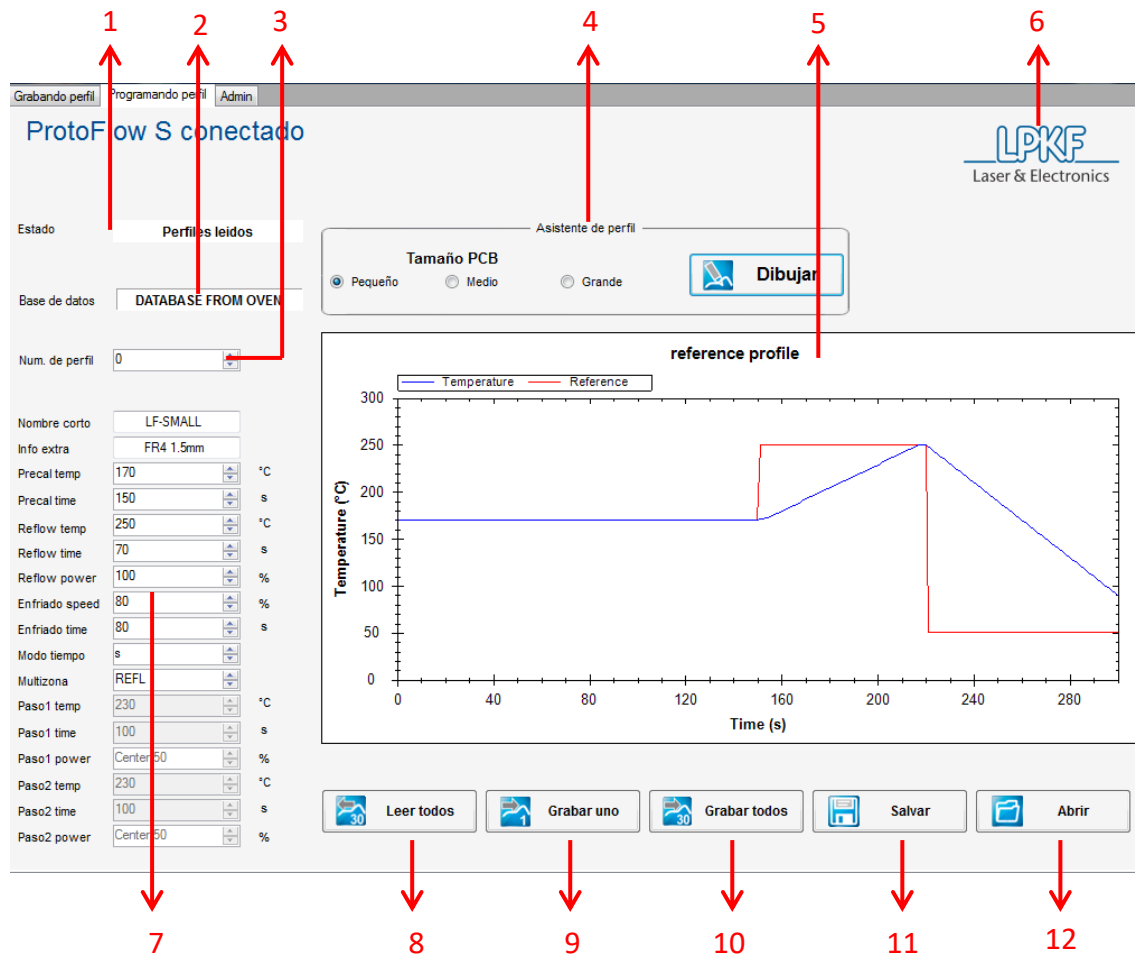 1 2 3 4 5 6
Grabando perfil Programando perfil Admin
ProtoFlow S conectado
LPKF
Laser & Electronics
Estado Perfiles leidos
Base de datos DATABASE FROM OVEN
Num. de perfil 0
Asistente de perfil
Tamaño PCB
Pequeño Medio Grande
Dibujar
Nombre corto LF-SMALL
Info extra FR4 1.5mm
Precal temp 170 °C
Precal time 150 s
Reflow temp 250 °C
Reflow time 70 s
Reflow power 100 %
Enfriado speed 80 %
Enfriado time 80 s
Modo tiempo s
Multizona REFL
Paso1 temp 230 °C
Paso1 time 100 s
Paso1 power Center 50 %
Paso2 temp 230 °C
Paso2 time 100 s
Paso2 power Center 50 %
reference profile
Temperature Reference
300
250
200
150
100
50
0
Temperature (°C)
0 40 80 120 160 200 240 280
Time (s)
30 Leer todos
1 Grabar uno
30 Grabar todos
Salvar
Abrir
7 8 9 10 11 12